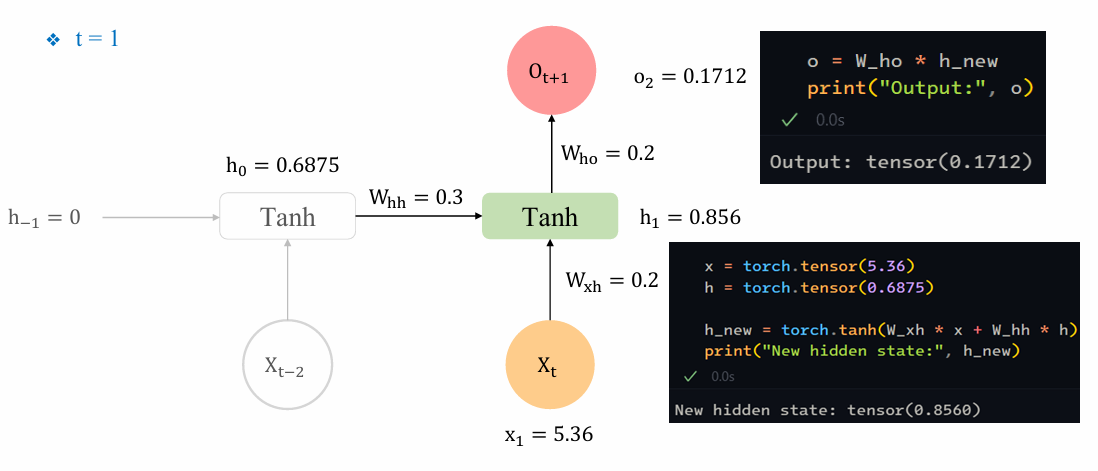 ❖ t = 1
O_{t+1}
o_2 = 0.1712
o = W_ho * h_new
print("Output:", o)
0.0s
Output: tensor(0.1712)
W_{ho} = 0.2
h_0 = 0.6875
h_{−1} = 0
Tanh
W_{hh} = 0.3
Tanh
h_1 = 0.856
W_{xh} = 0.2
x = torch.tensor(5.36)
h = torch.tensor(0.6875)
h_new = torch.tanh(W_xh * x + W_hh * h)
print("New hidden state:", h_new)
0.0s
New hidden state: tensor(0.8560)
X_{t−2}
X_t
x_1 = 5.36